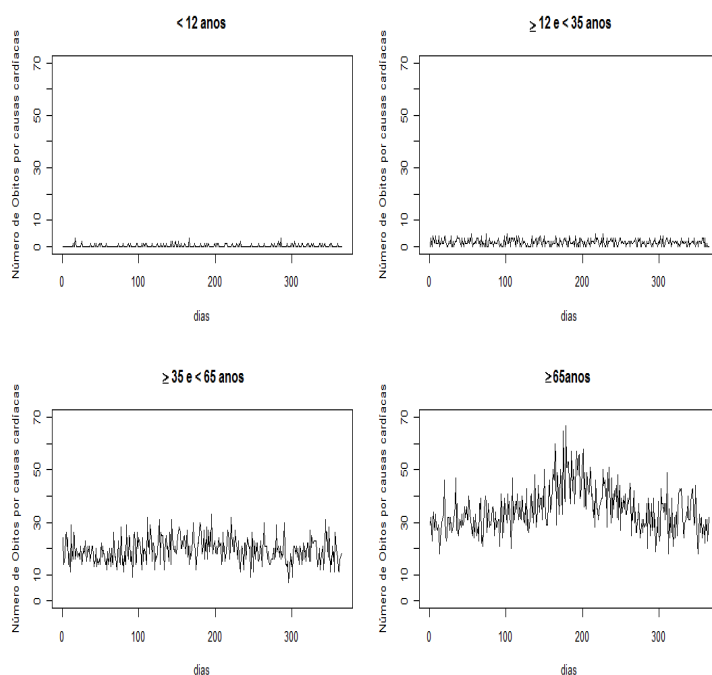 < 12 anos
Número de Obitos por causas cardíacas
70
50
30
10
0
0 100 200 300
dias
≥ 12 e < 35 anos
Número de Obitos por causas cardíacas
70
50
30
10
0
0 100 200 300
dias
≥ 35 e < 65 anos
Número de Obitos por causas cardíacas
70
50
30
10
0
0 100 200 300
dias
≥65anos
Número de Obitos por causas cardíacas
70
50
30
10
0
0 100 200 300
dias